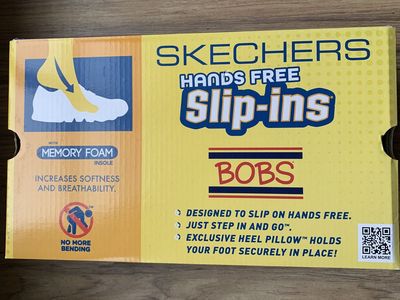 SKECHERS
HANDS FREE
Slip-ins
WITH
MEMORY FOAM
INSOLE
INCREASES SOFTNESS
AND BREATHABILITY.
NO MORE
BENDING
BOBS
DESIGNED TO SLIP ON HANDS FREE.
JUST STEP IN AND GO™.
EXCLUSIVE HEEL PILLOW™ HOLDS
YOUR FOOT SECURELY IN PLACE!
LEARN MORE